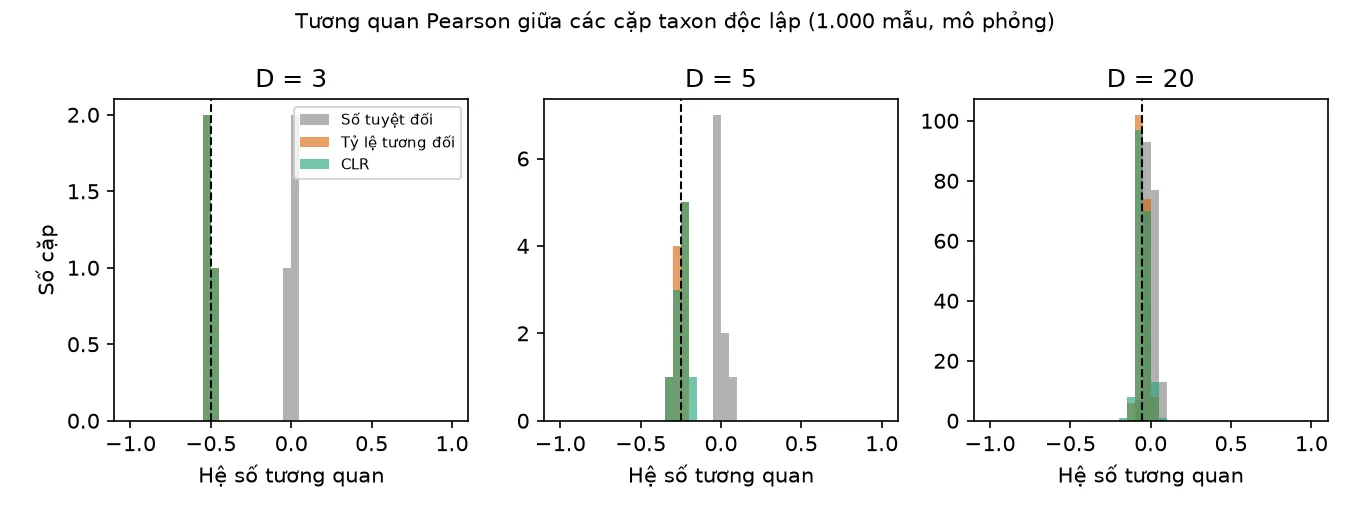 Tương quan Pearson giữa các cặp taxon độc lập (1.000 mẫu, mô phỏng)
D = 3
D = 5
D = 20
Số tuyệt đối
Tỷ lệ tương đối
CLR
Số cặp
2.0
1.5
1.0
0.5
0.0
−1.0 −0.5 0.0 0.5 1.0
Hệ số tương quan
6
4
2
0
−1.0 −0.5 0.0 0.5 1.0
Hệ số tương quan
100
80
60
40
20
0
−1.0 −0.5 0.0 0.5 1.0
Hệ số tương quan